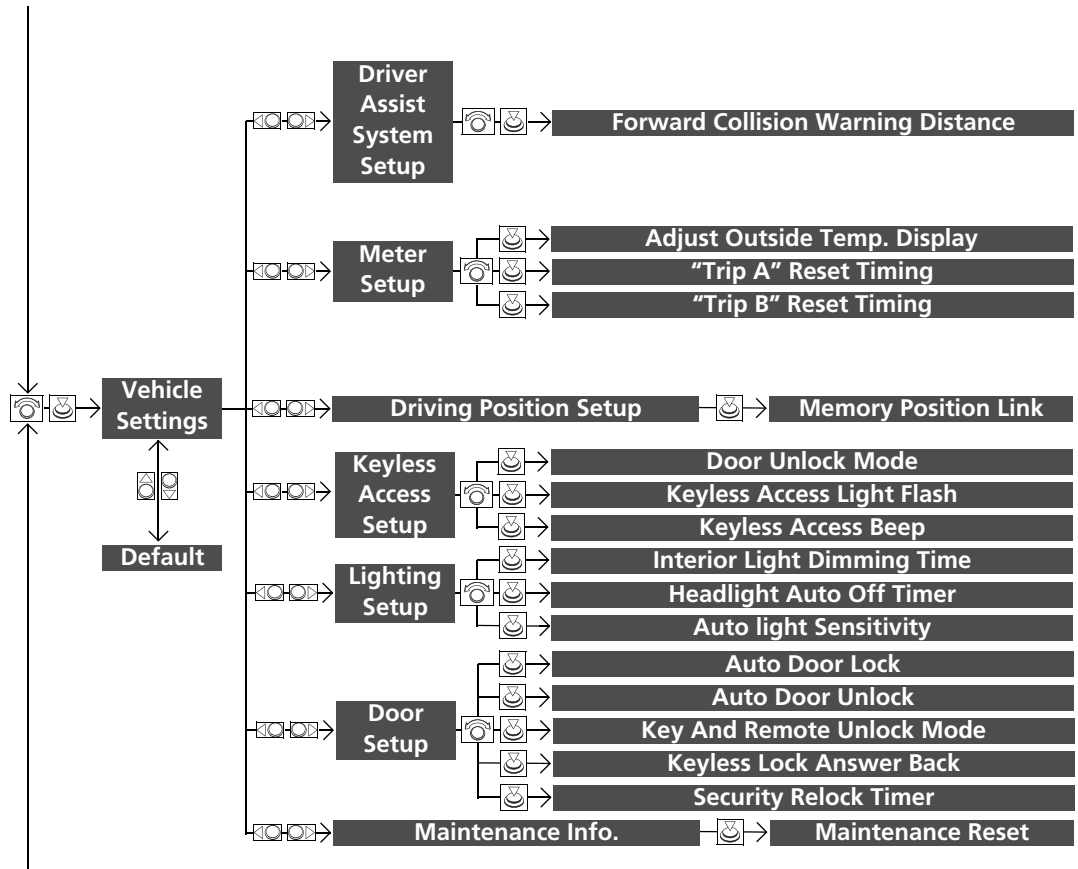 Driver
Assist
System
Setup
Forward Collision Warning Distance
Meter
Setup
Adjust Outside Temp. Display
“Trip A” Reset Timing
“Trip B” Reset Timing
Vehicle
Settings
Default
Driving Position Setup
Memory Position Link
Keyless
Access
Setup
Door Unlock Mode
Keyless Access Light Flash
Keyless Access Beep
Lighting
Setup
Interior Light Dimming Time
Headlight Auto Off Timer
Auto light Sensitivity
Door
Setup
Auto Door Lock
Auto Door Unlock
Key And Remote Unlock Mode
Keyless Lock Answer Back
Security Relock Timer
Maintenance Info.
Maintenance Reset